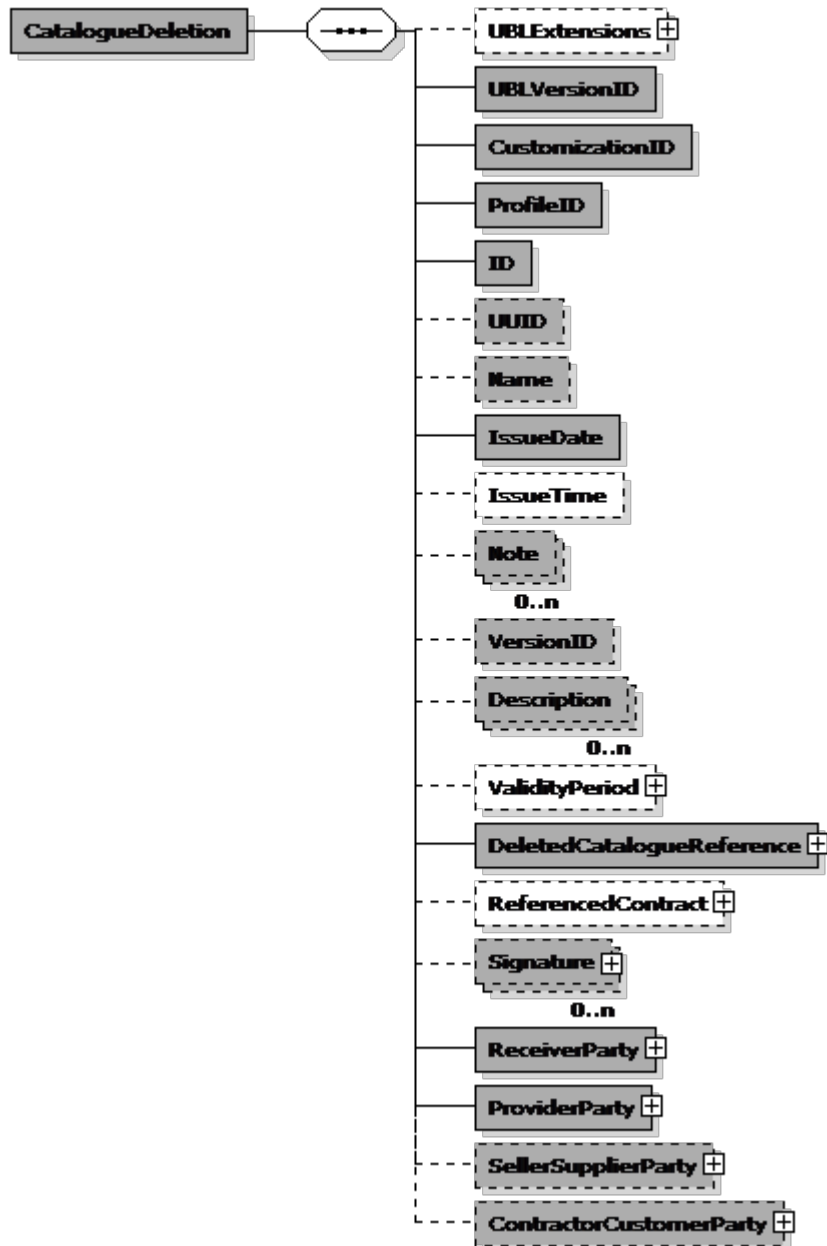 CatalogueDeletion
UBLExtensions
UBLVersionID
CustomizationID
ProfileID
ID
UUID
Name
IssueDate
IssueTime
Note
0..n
VersionID
Description
0..n
ValidityPeriod
DeletedCatalogueReference
ReferencedContract
Signature
0..n
ReceiverParty
ProviderParty
SellerSupplierParty
ContractorCustomerParty